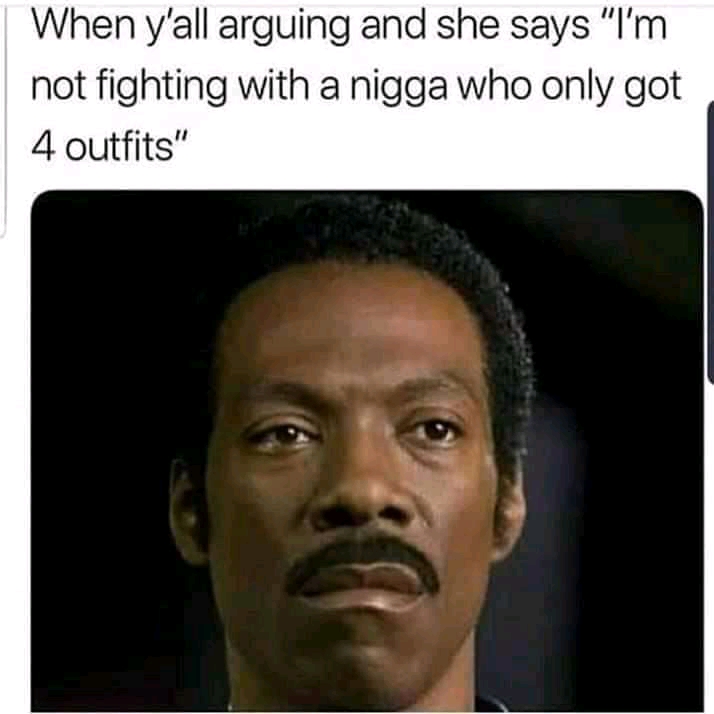 When y'all arguing and she says "I'm
not fighting with a nigga who only got
4 outfits"